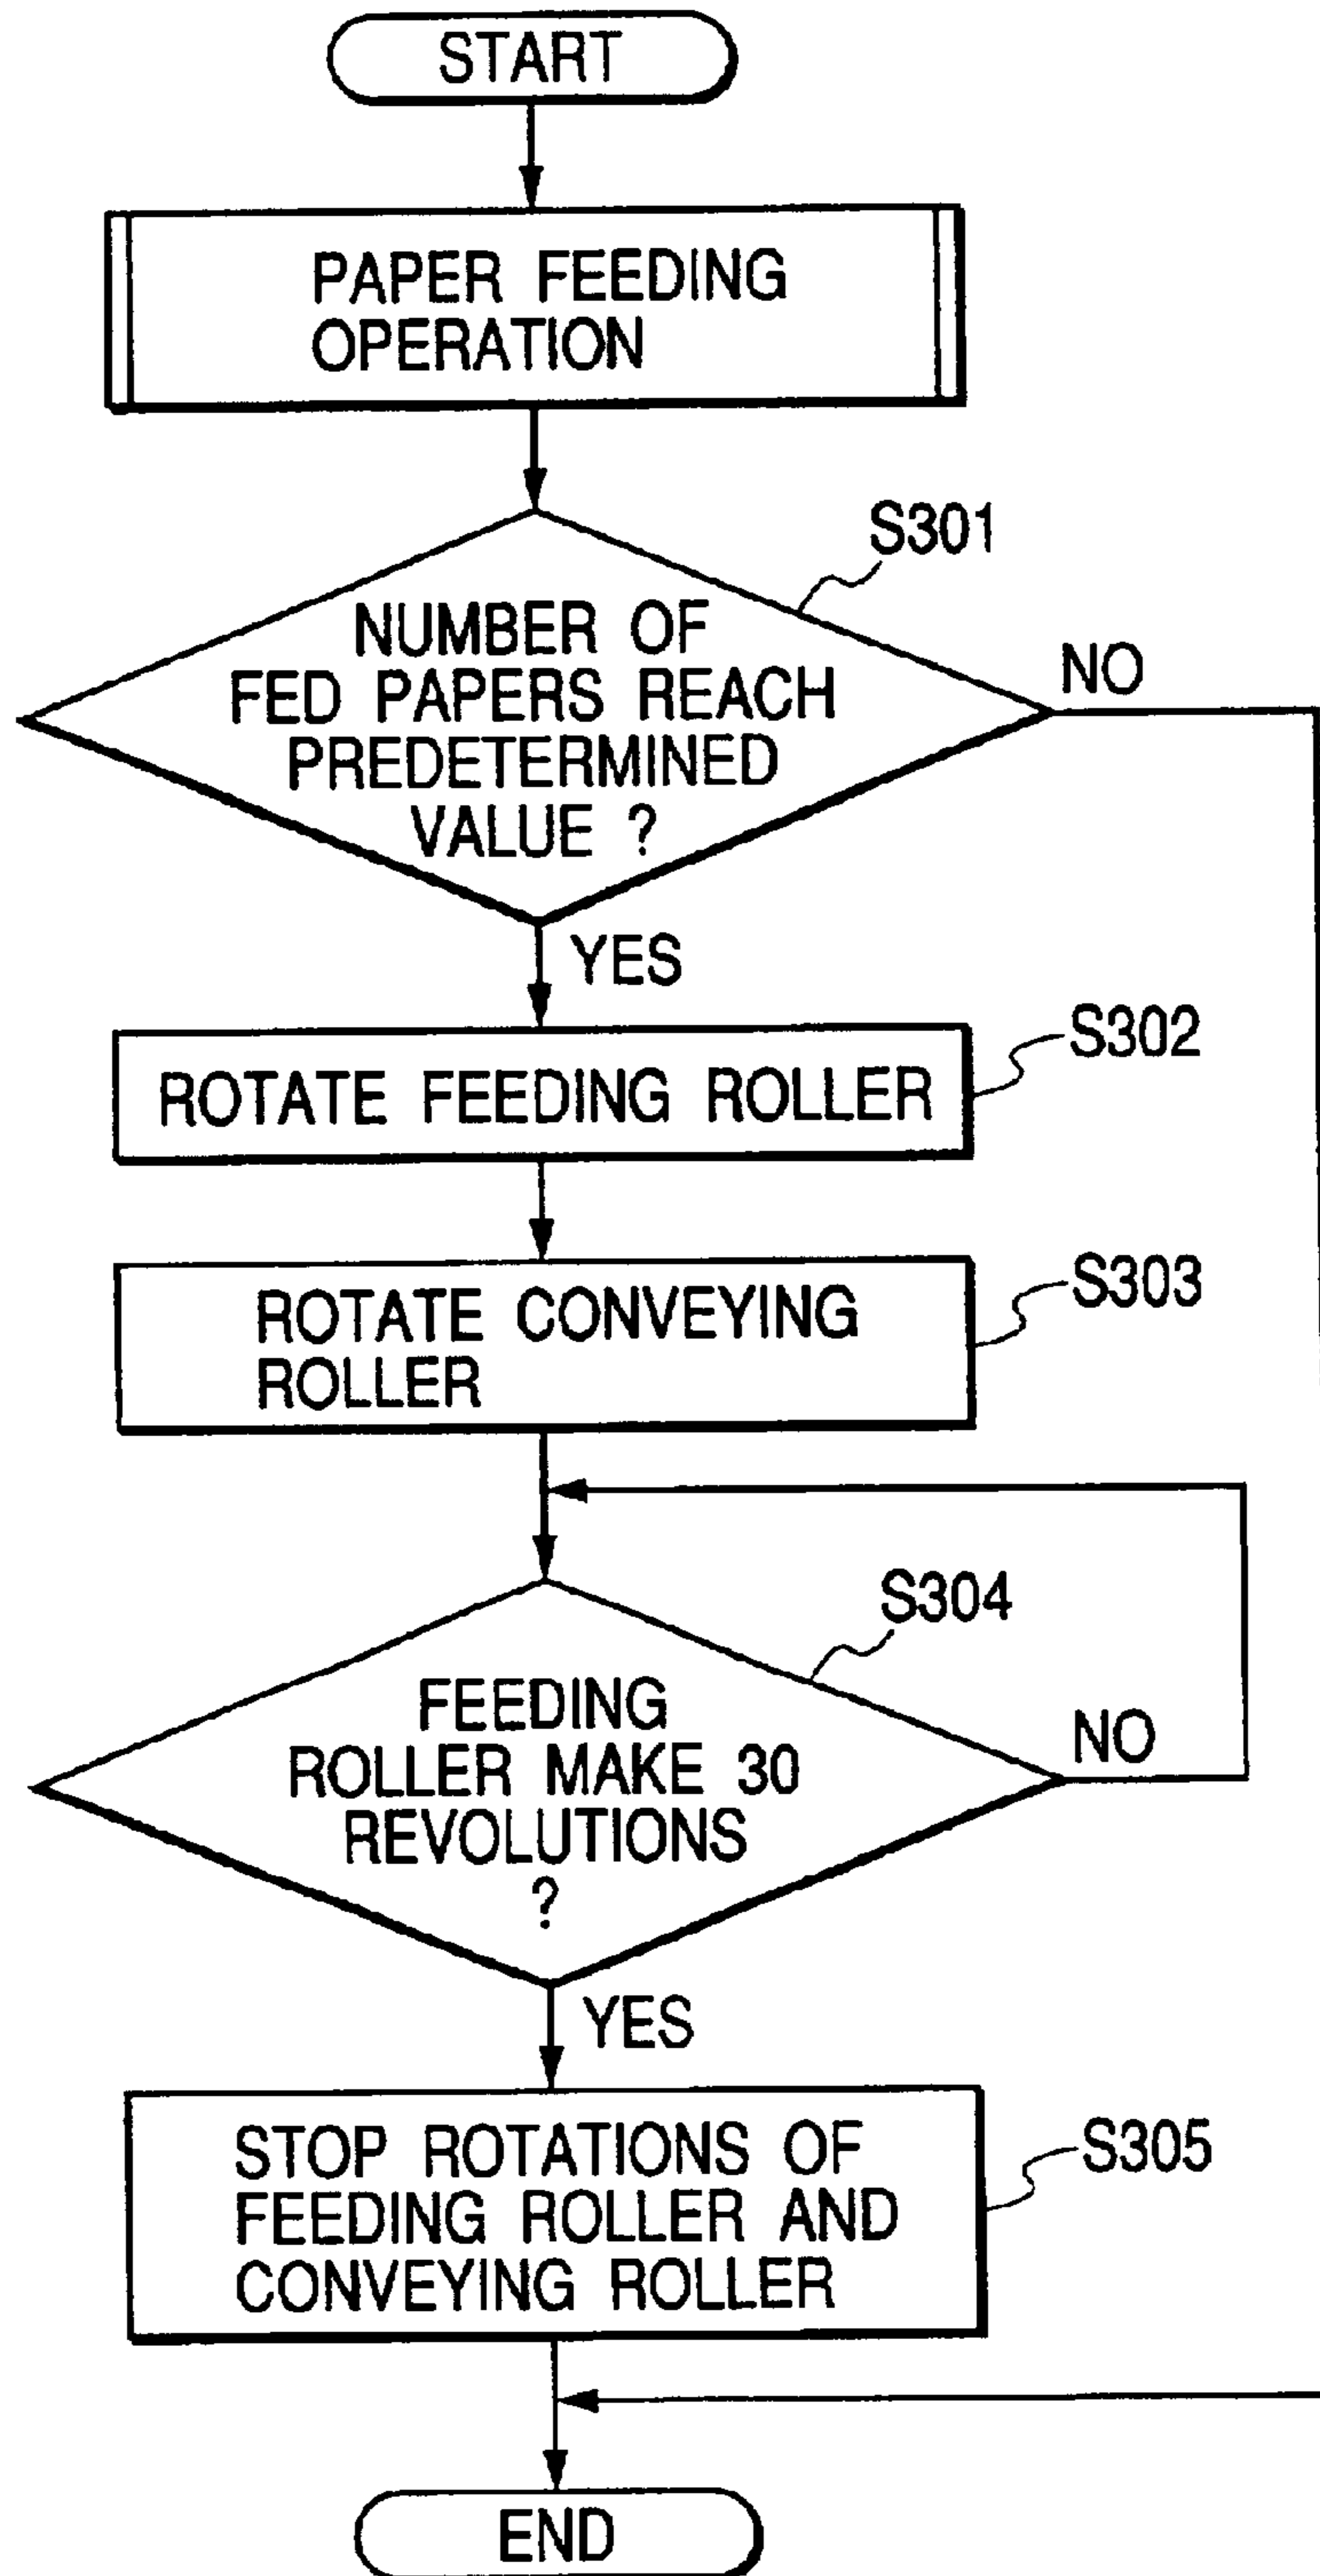 START
PAPER FEEDING
OPERATION
S301
NUMBER OF
FED PAPERS REACH
PREDETERMINED
VALUE ?
NO
YES
S302
ROTATE FEEDING ROLLER
S303
ROTATE CONVEYING
ROLLER
S304
FEEDING
ROLLER MAKE 30
REVOLUTIONS
?
NO
YES
S305
STOP ROTATIONS OF
FEEDING ROLLER AND
CONVEYING ROLLER
END